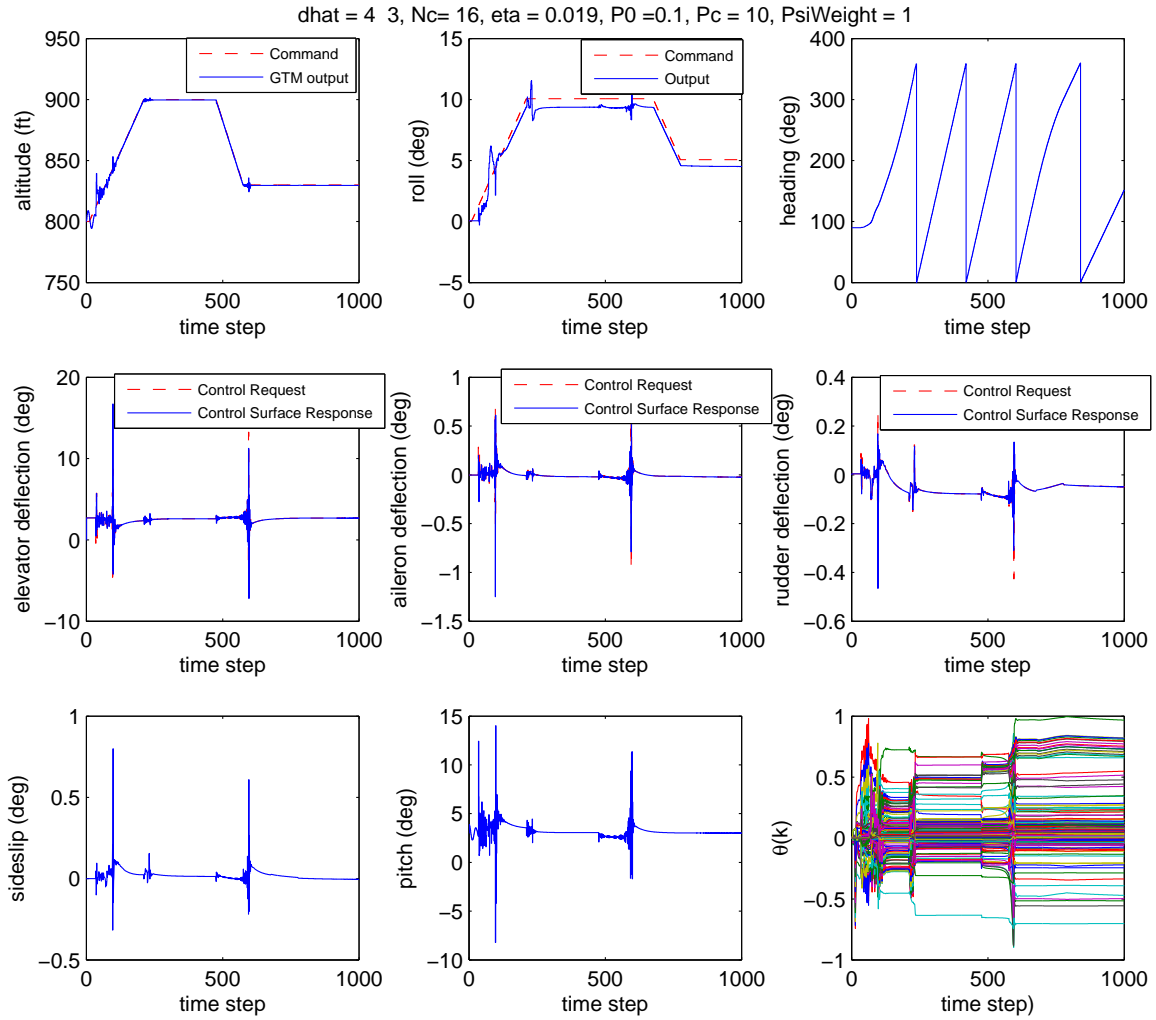 dhat = 4  3, Nc= 16, eta = 0.019, P0 =0.1, Pc = 10, PsiWeight = 1
950
900
850
800
750
altitude (ft)
Command
GTM output
0
500
1000
time step
15
10
5
0
−5
roll (deg)
Command
Output
0
500
1000
time step
400
300
200
100
0
heading (deg)
0
500
1000
time step
20
10
0
−10
elevator deflection (deg)
Control Request
Control Surface Response
0
500
1000
time step
1
0.5
0
−0.5
−1
−1.5
aileron deflection (deg)
Control Request
Control Surface Response
0
500
1000
time step
0.4
0.2
0
−0.2
−0.4
−0.6
rudder deflection (deg)
Control Request
Control Surface Response
0
500
1000
time step
1
0.5
0
−0.5
sideslip (deg)
0
500
1000
time step
15
10
5
0
−5
−10
pitch (deg)
0
500
1000
time step
1
0.5
0
−0.5
−1
θ(k)
0
500
1000
time step)